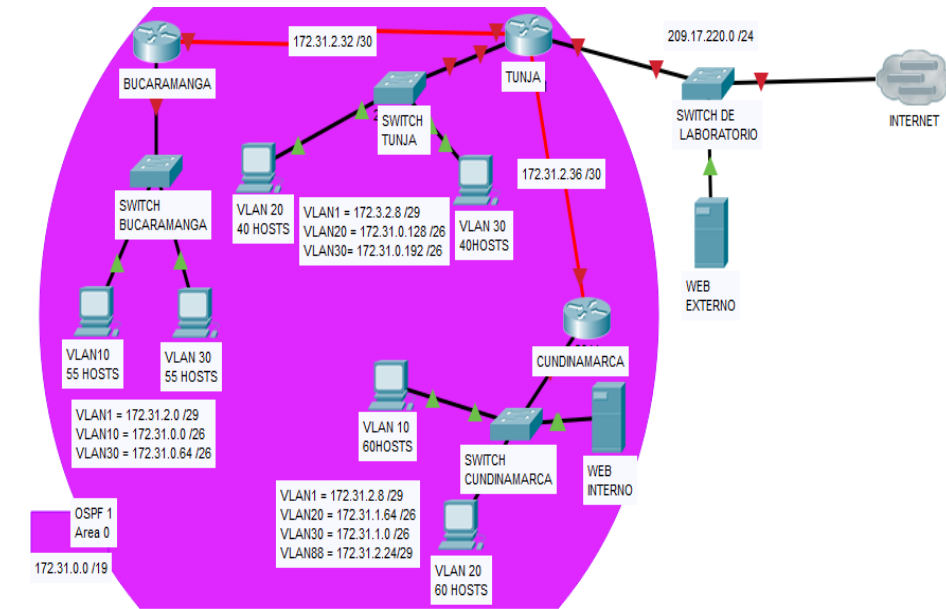 172.31.2.32 /30
209.17.220.0 /24
BUCARAMANGA
TUNJA
INTERNET
SWITCH DE
LABORATORIO
SWITCH
TUNJA
172.31.2.36 /30
SWITCH
BUCARAMANGA
VLAN 20
40 HOSTS
VLAN1 = 172.3.2.8 /29
VLAN20 = 172.31.0.128 /26
VLAN30= 172.31.0.192 /26
VLAN 30
40HOSTS
WEB
EXTERNO
VLAN10
55 HOSTS
VLAN 30
55 HOSTS
CUNDINAMARCA
VLAN1 = 172.31.2.0 /29
VLAN10 = 172.31.0.0 /26
VLAN30 = 172.31.0.64 /26
VLAN 10
60HOSTS
SWITCH
CUNDINAMARCA
WEB
INTERNO
VLAN1 = 172.31.2.8 /29
VLAN20 = 172.31.1.64 /26
VLAN30 = 172.31.1.0 /26
VLAN88 = 172.31.2.24/29
OSPF 1
Area 0
172.31.0.0 /19
VLAN 20
60 HOSTS